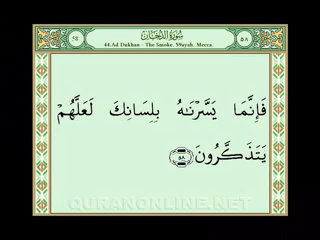 58 سُورَةُ الدُّخَانِ ٥٨
44.Ad Dukhan - The Smoke. 59ayah. Mecca.
فَإِنَّمَا يَسَّرْنَـٰهُ بِلِسَانِكَ لَعَلَّهُمْ
يَتَذَكَّرُونَ ٥٨
QURANONLINE.NET